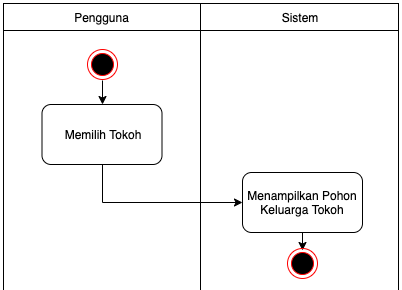 Pengguna
Sistem
Memilih Tokoh
Menampilkan Pohon
Keluarga Tokoh